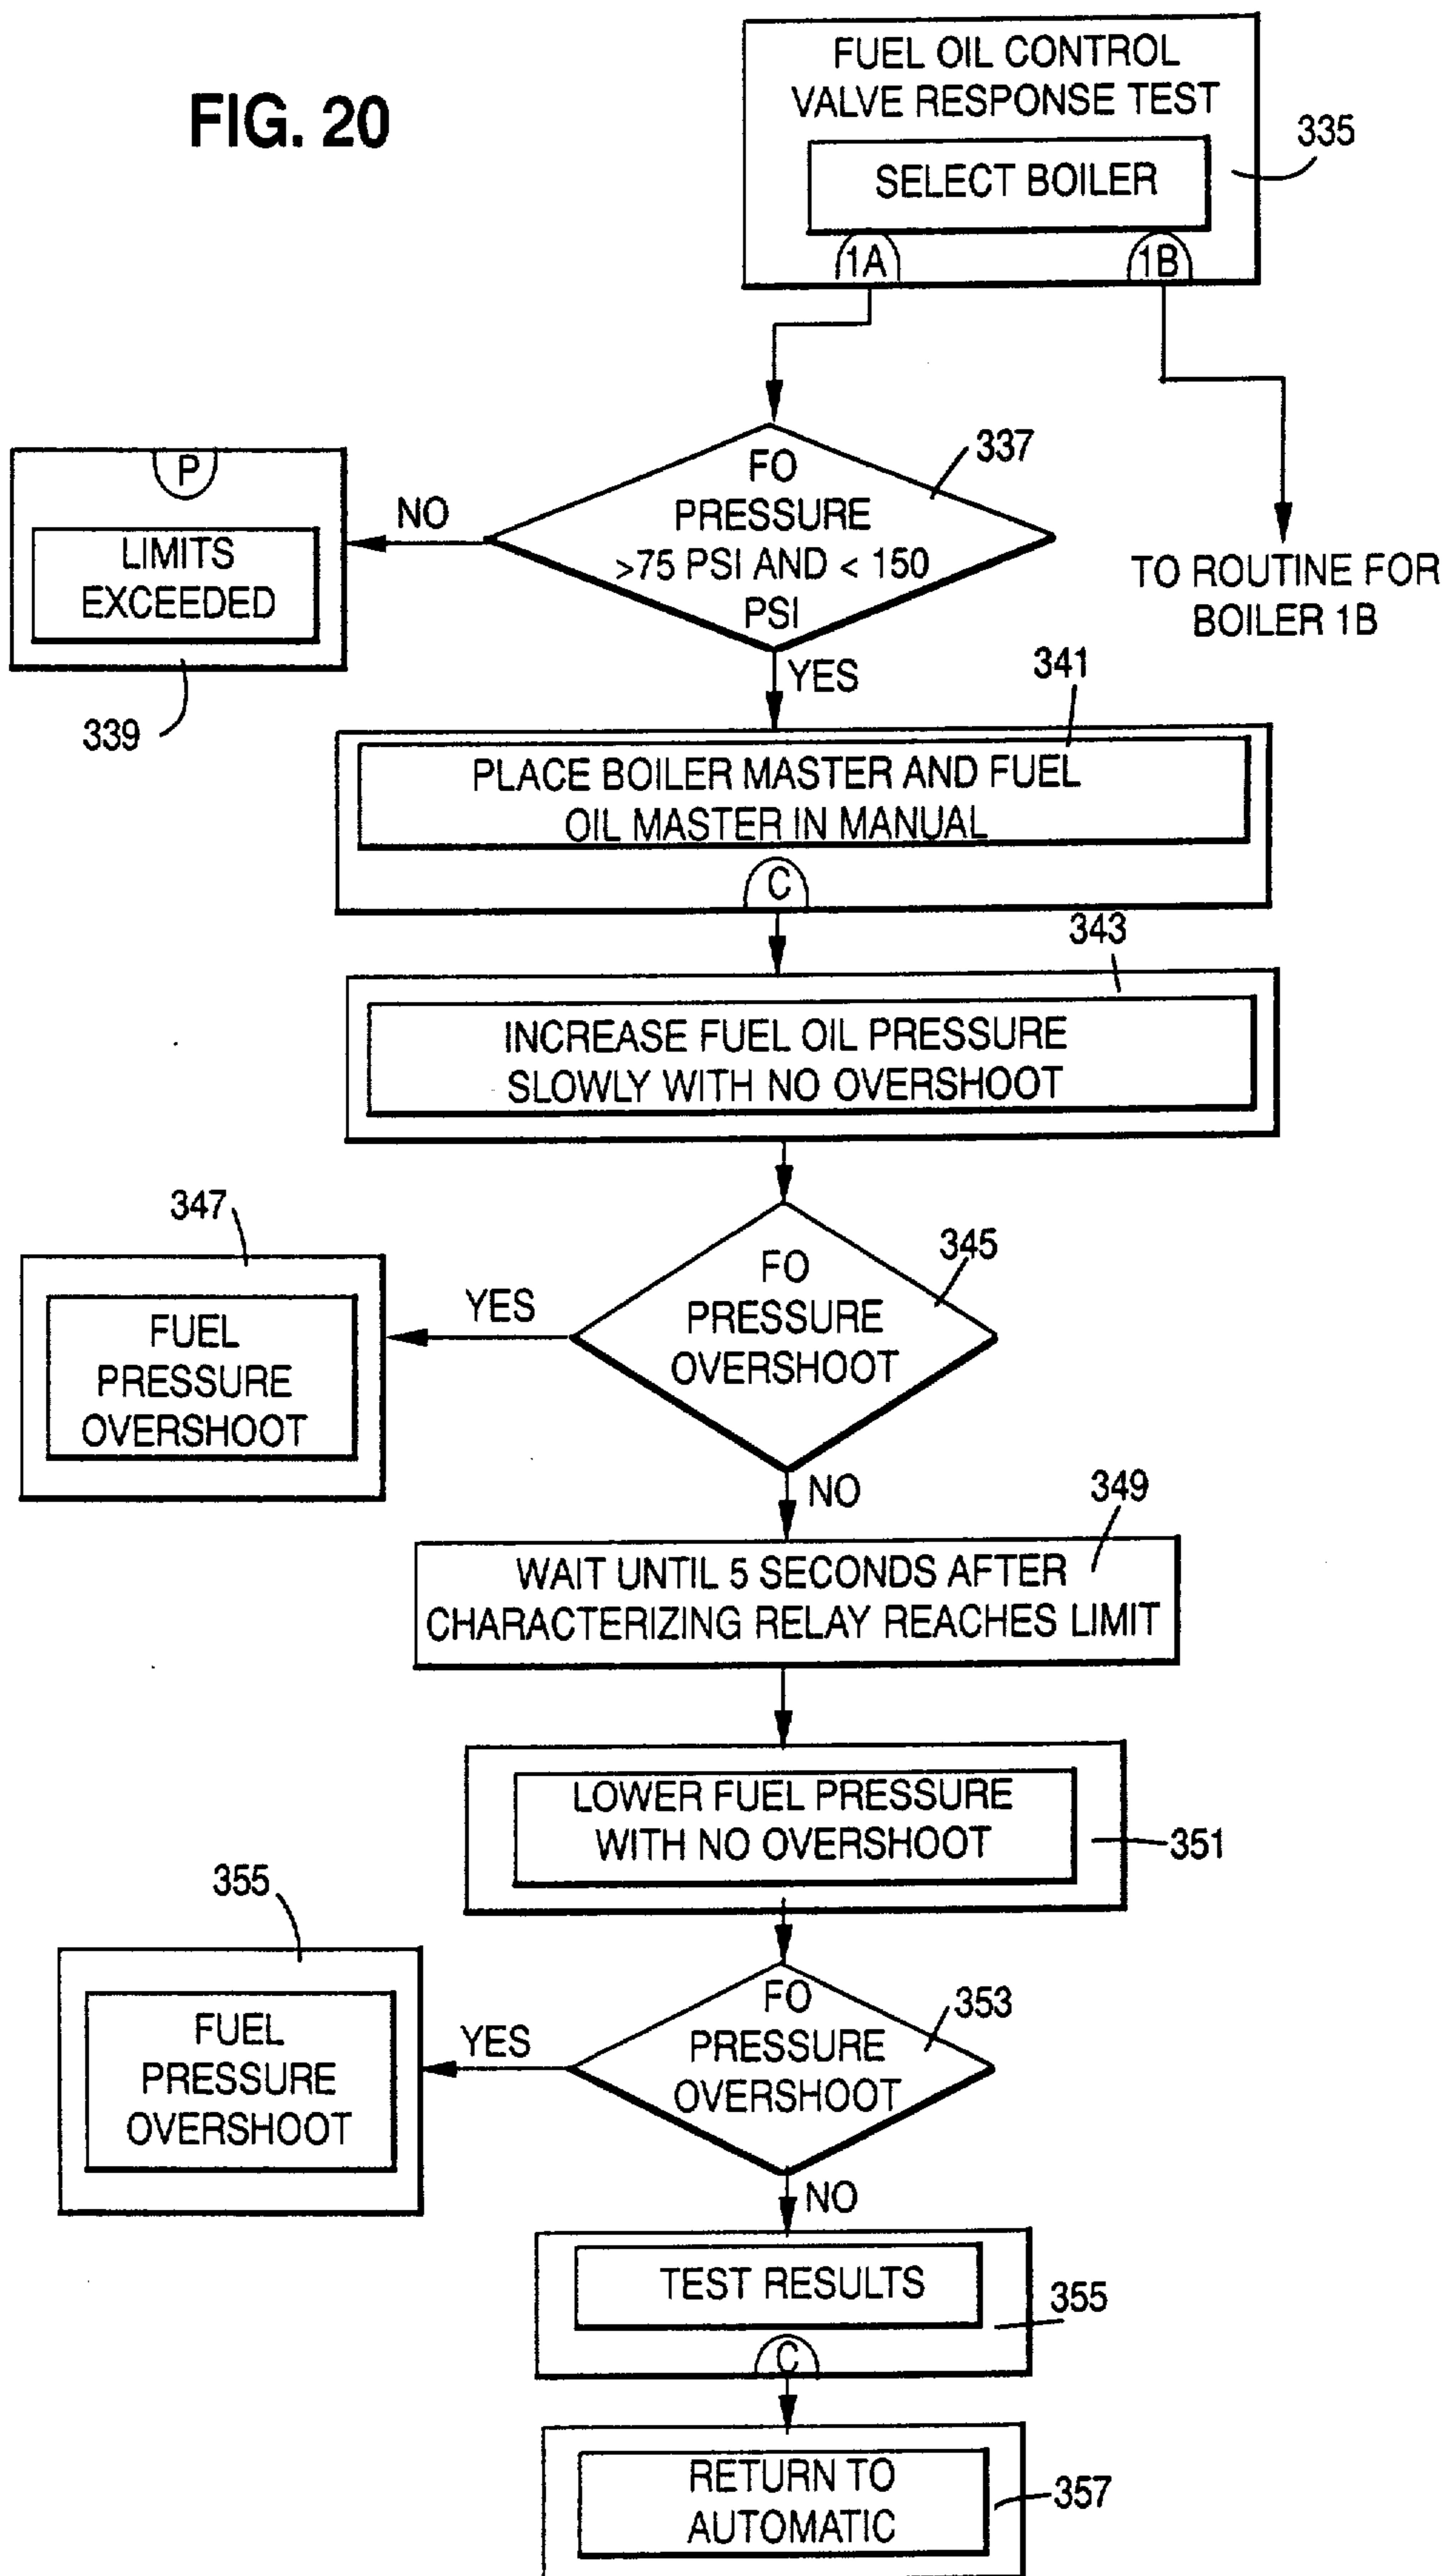 FIG. 20
FUEL OIL CONTROL
VALVE RESPONSE TEST
335
SELECT BOILER
1A
1B
337
FO
PRESSURE
>75 PSI AND < 150
PSI
P
NO
LIMITS
EXCEEDED
339
TO ROUTINE FOR
BOILER 1B
YES
341
PLACE BOILER MASTER AND FUEL
OIL MASTER IN MANUAL
C
343
INCREASE FUEL OIL PRESSURE
SLOWLY WITH NO OVERSHOOT
347
345
FO
PRESSURE
OVERSHOOT
YES
FUEL
PRESSURE
OVERSHOOT
NO
349
WAIT UNTIL 5 SECONDS AFTER
CHARACTERIZING RELAY REACHES LIMIT
LOWER FUEL PRESSURE
WITH NO OVERSHOOT
351
355
353
FO
PRESSURE
OVERSHOOT
YES
FUEL
PRESSURE
OVERSHOOT
NO
TEST RESULTS
355
C
RETURN TO
AUTOMATIC
357